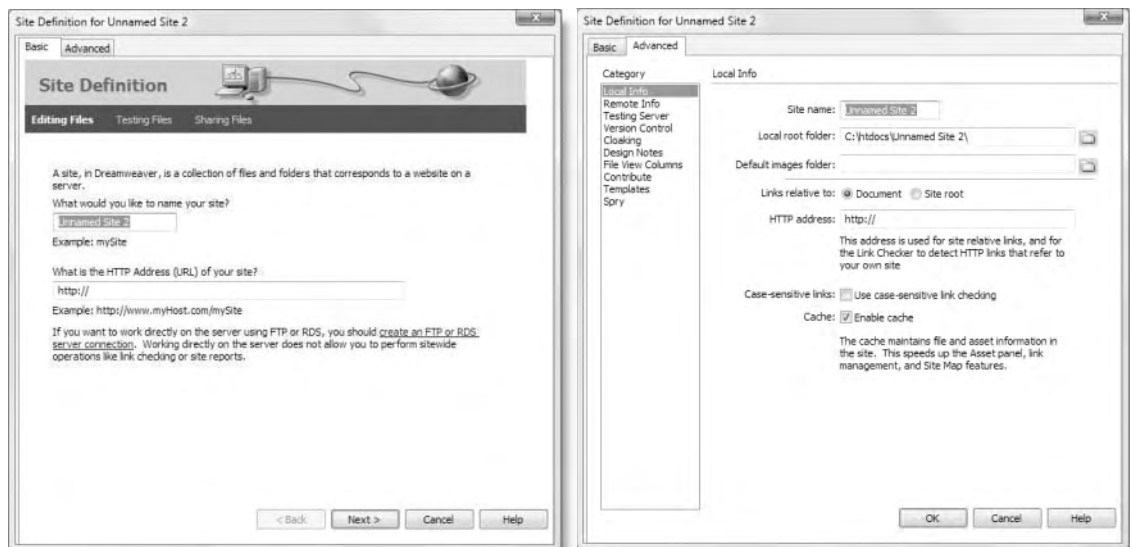 Site Definition for Unnamed Site 2
Basic Advanced
Site Definition
Editing Files Testing Files Sharing Files
A site, in Dreamweaver, is a collection of files and folders that corresponds to a website on a
server.
What would you like to name your site?
Unnamed Site 2
Example: mySite
What is the HTTP Address (URL) of your site?
http://
Example: http://www.myHost.com/mySite
If you want to work directly on the server using FTP or RDS, you should create an FTP or RDS
server connection. Working directly on the server does not allow you to perform sitewide
operations like link checking or site reports.
< Back Next > Cancel Help
Site Definition for Unnamed Site 2
Basic Advanced
Category
Local Info
Remote Info
Testing Server
Version Control
Cloaking
Design Notes
File View Columns
Contribute
Templates
Spry
Local Info
Site name: Unnamed Site 2
Local root folder: C:\htdocs\Unnamed Site 2\
Default images folder:
Links relative to: Document Site root
HTTP address: http://
This address is used for site relative links, and for
the Link Checker to detect HTTP links that refer to
your own site
Case-sensitive links: Use case-sensitive link checking
Cache: Enable cache
The cache maintains file and asset information in
the site. This speeds up the Asset panel, link
management, and Site Map features.
OK Cancel Help